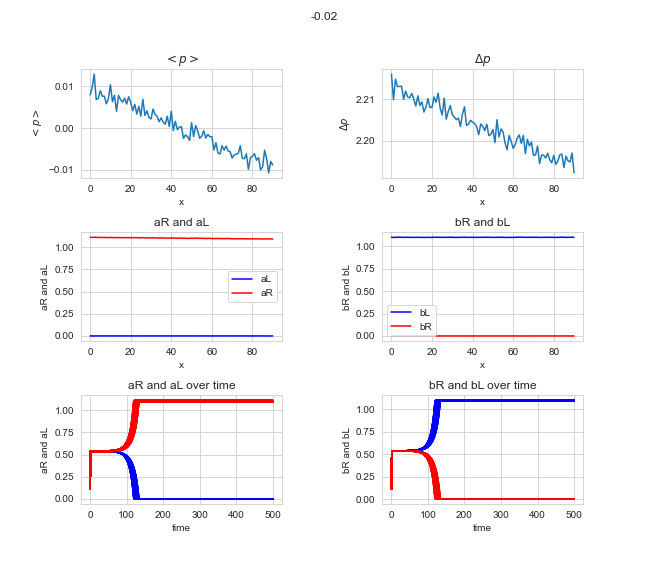 -0.02
< p >
Δp
0.01
0.00
−0.01
< p >
0 20 40 60 80
x
2.21
2.20
Δp
0 20 40 60 80
x
aR and aL
bR and bL
1.00
0.75
0.50
0.25
0.00
aR and aL
aL
aR
0 20 40 60 80
x
1.00
0.75
0.50
0.25
0.00
bR and bL
bL
bR
0 20 40 60 80
x
aR and aL over time
bR and bL over time
1.00
0.75
0.50
0.25
0.00
aR and aL
0 100 200 300 400 500
time
1.00
0.75
0.50
0.25
0.00
bR and bL
0 100 200 300 400 500
time